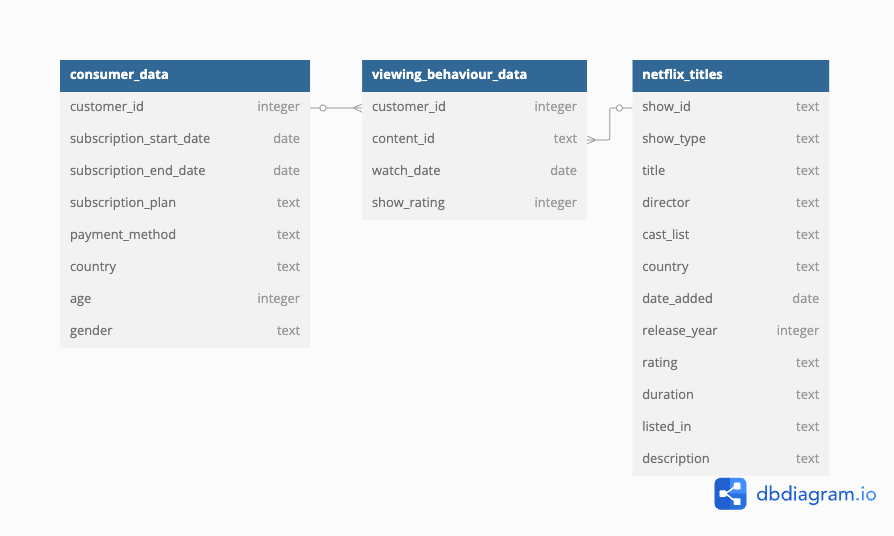 consumer_data
customer_id integer
subscription_start_date date
subscription_end_date date
subscription_plan text
payment_method text
country text
age integer
gender text
viewing_behaviour_data
customer_id integer
content_id text
watch_date date
show_rating integer
netflix_titles
show_id text
show_type text
title text
director text
cast_list text
country text
date_added date
release_year integer
rating text
duration text
listed_in text
description text
dbdiagram.io